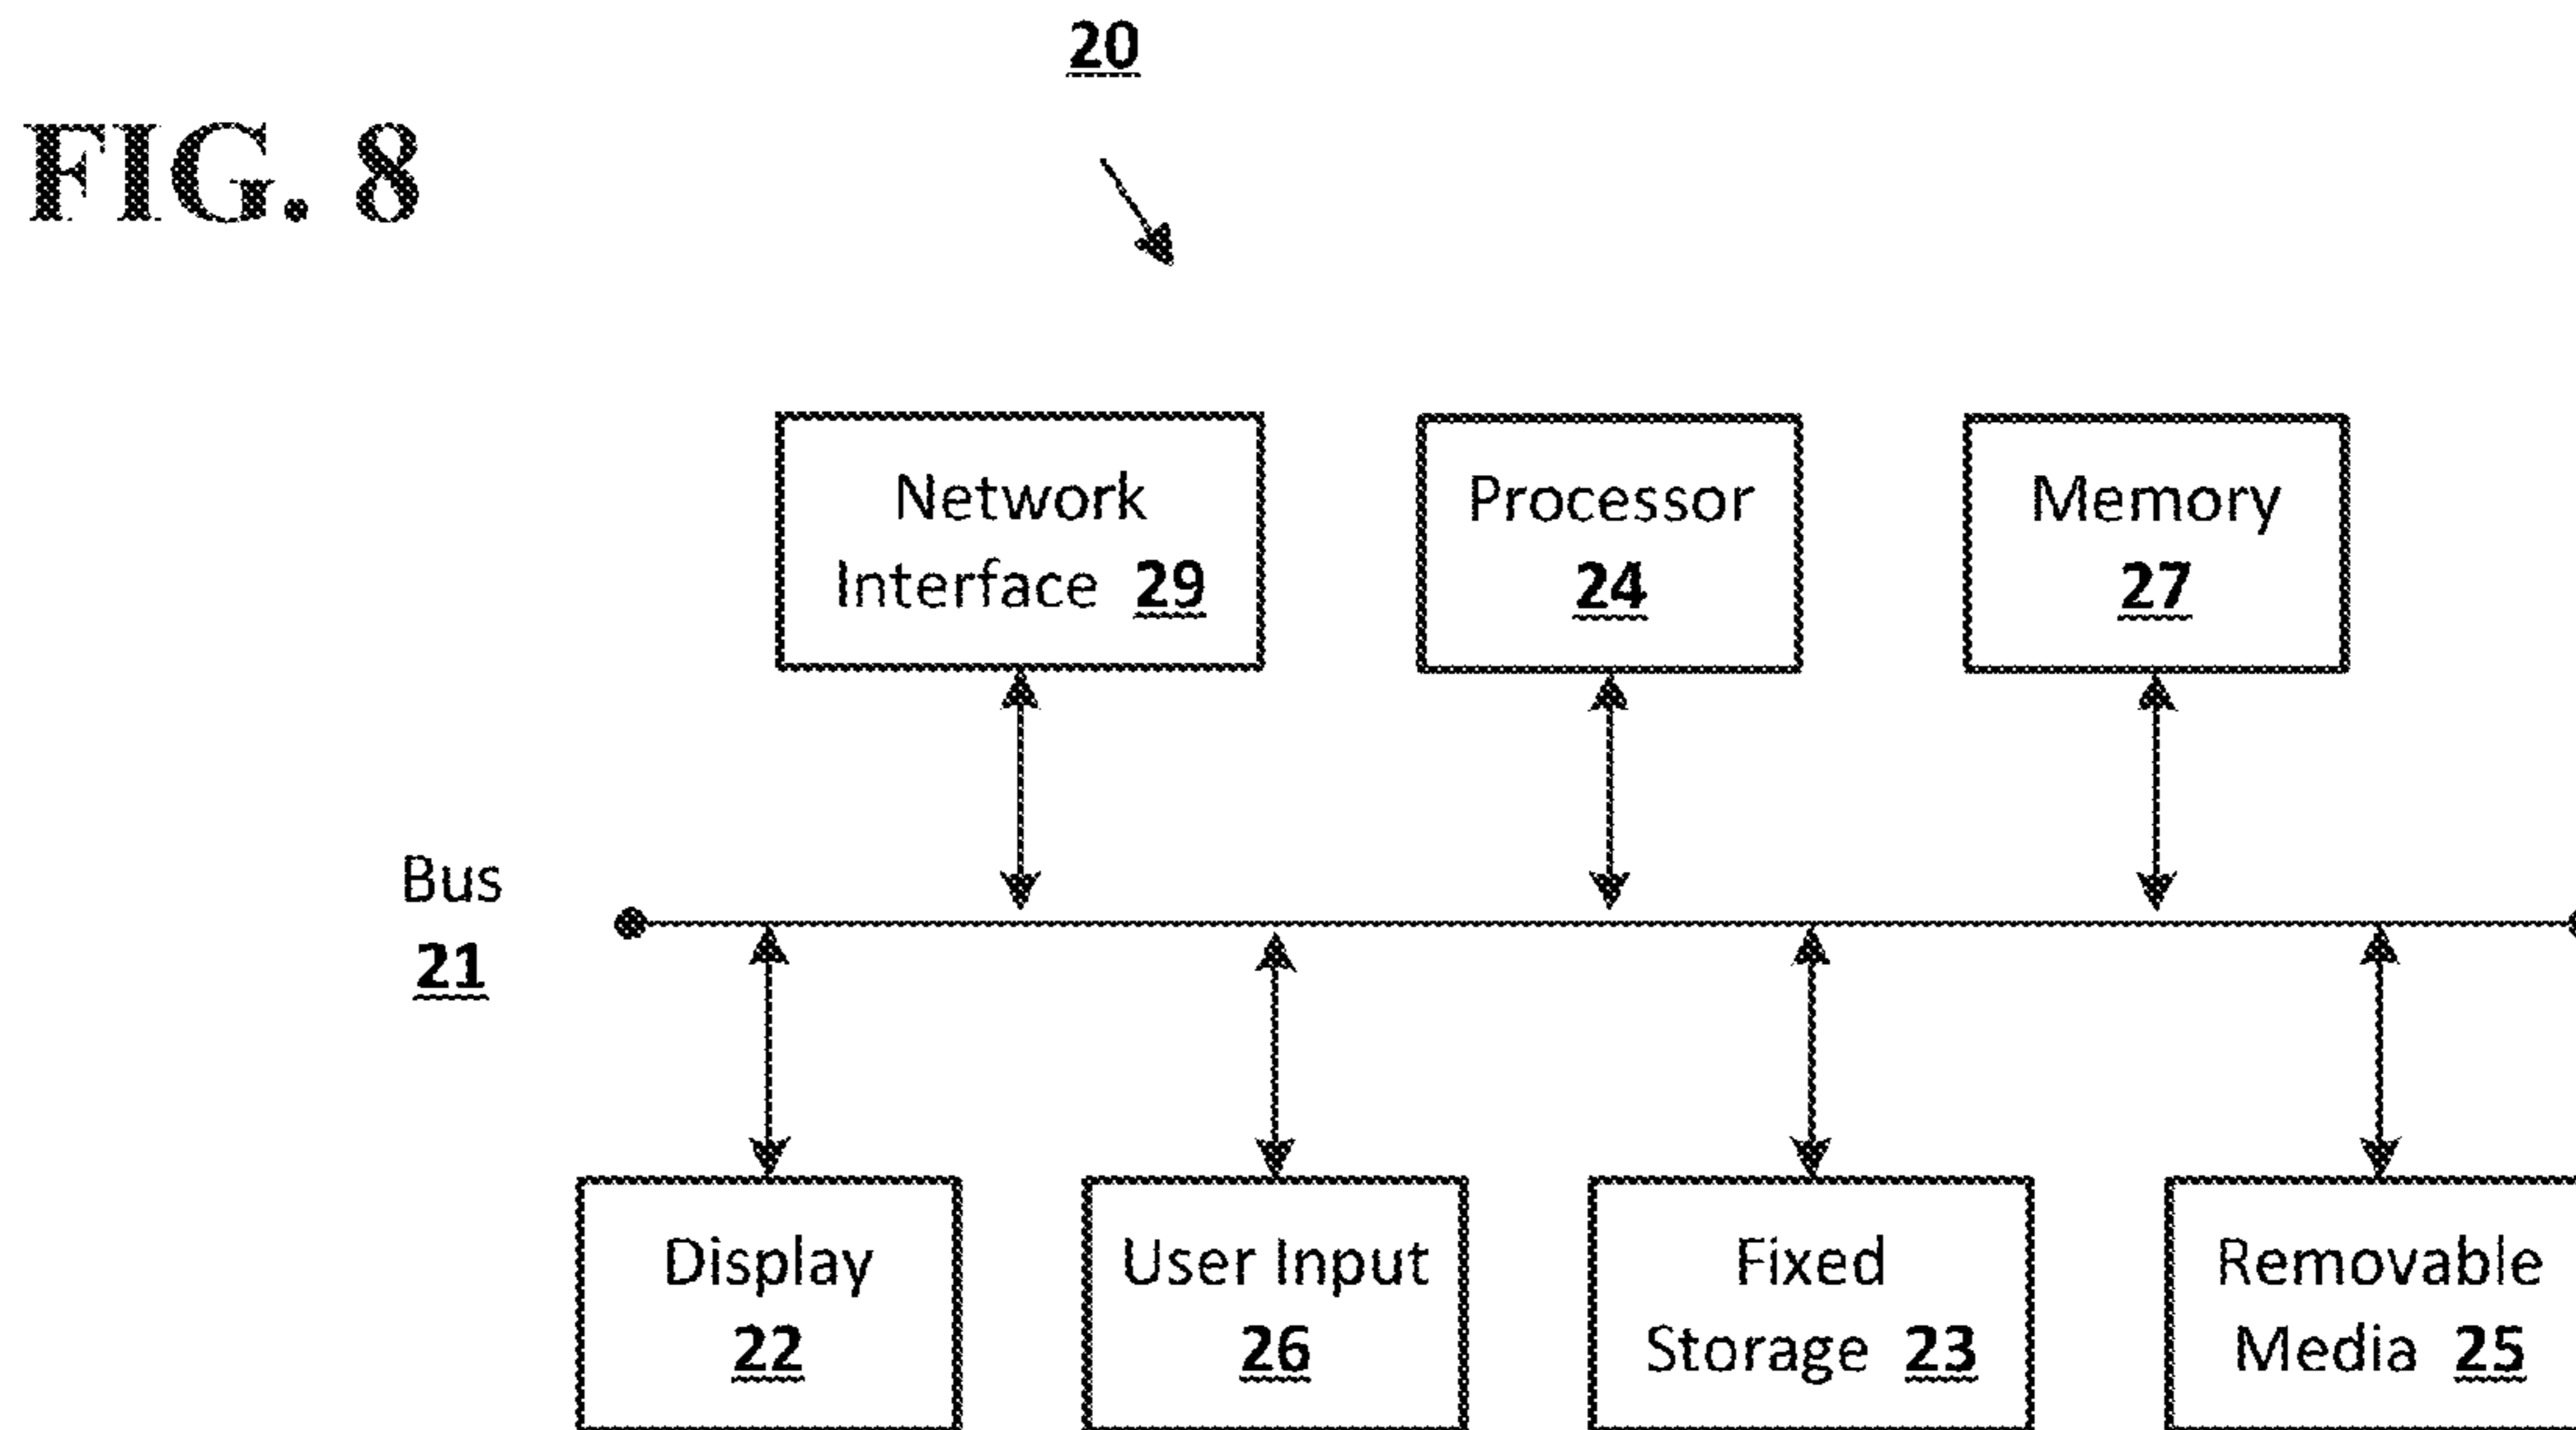 20
FIG. 8
Network
Interface 29
Processor
24
Memory
27
Bus
21
Display
22
User Input
26
Fixed
Storage 23
Removable
Media 25